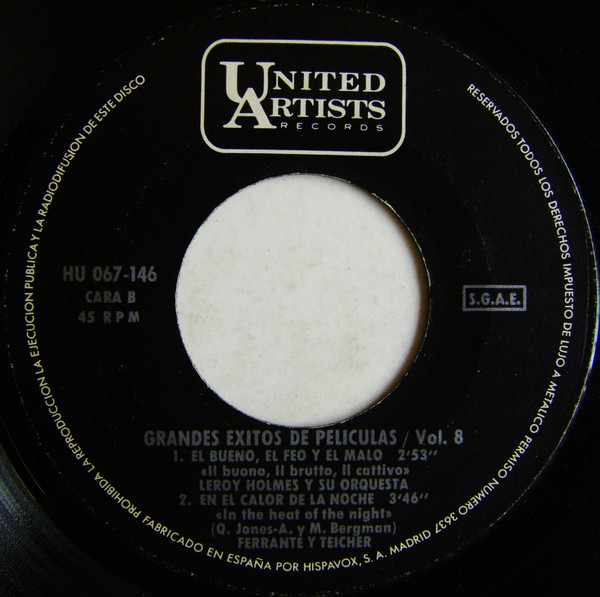 UNITED
ARTISTS
RECORDS
PROHIBIDA LA REPRODUCCION LA EJECUCION PUBLICA Y LA RADIODIFUSION DE ESTE DISCO
RESERVADOS TODOS LOS DERECHOS IMPUESTO DE LUJO A METALICO PERMISO NUMERO 3637
HU 067-146
CARA B
45 R P M
S.G.A.E.
GRANDES EXITOS DE PELICULAS / Vol. 8
1. EL BUENO, EL FEO Y EL MALO 2'53''
«Il buono, Il brutto, Il cattivo»
LEROY HOLMES Y SU ORQUESTA
2. EN EL CALOR DE LA NOCHE 3'46''
«In the heat of the night»
(Q. Jones-A. y M. Bergman)
FERRANTE Y TEICHER
FABRICADO EN ESPAÑA POR HISPAVOX, S. A. MADRID